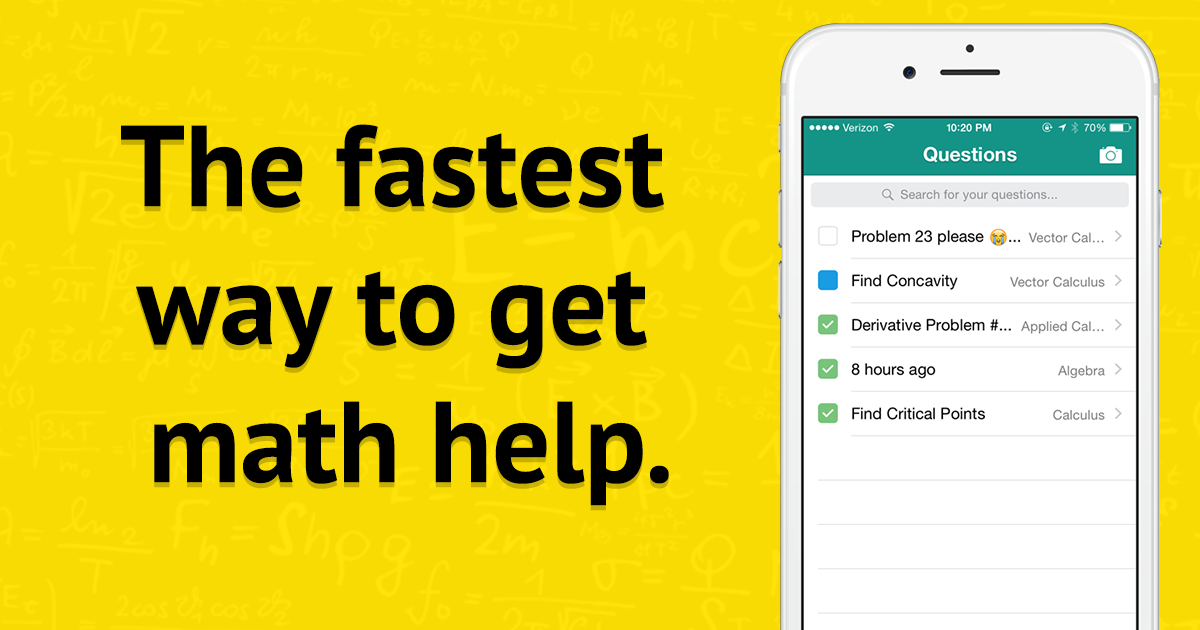 The fastest
way to get
math help.
Verizon 10:20 PM 70%
Questions
Search for your questions...
Problem 23 please 😭... Vector Cal...
Find Concavity Vector Calculus
Derivative Problem #... Applied Cal...
8 hours ago Algebra
Find Critical Points Calculus